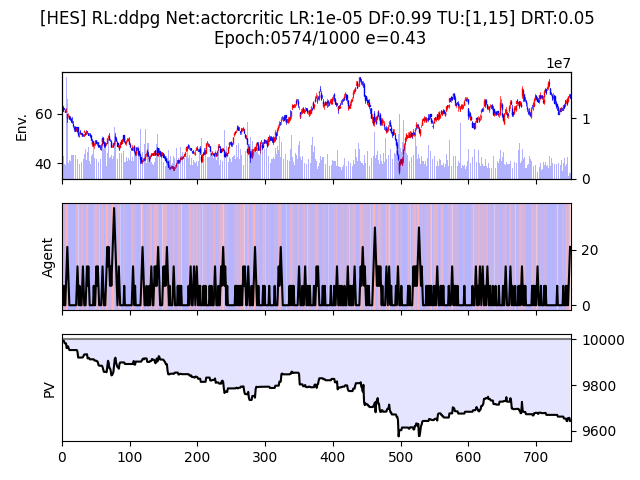 [HES] RL:ddpg Net:actorcritic LR:1e-05 DF:0.99 TU:[1,15] DRT:0.05
Epoch:0574/1000 e=0.43
1e7
Env.
60
40
1
0
Agent
20
0
PV
10000
9800
9600
0 100 200 300 400 500 600 700